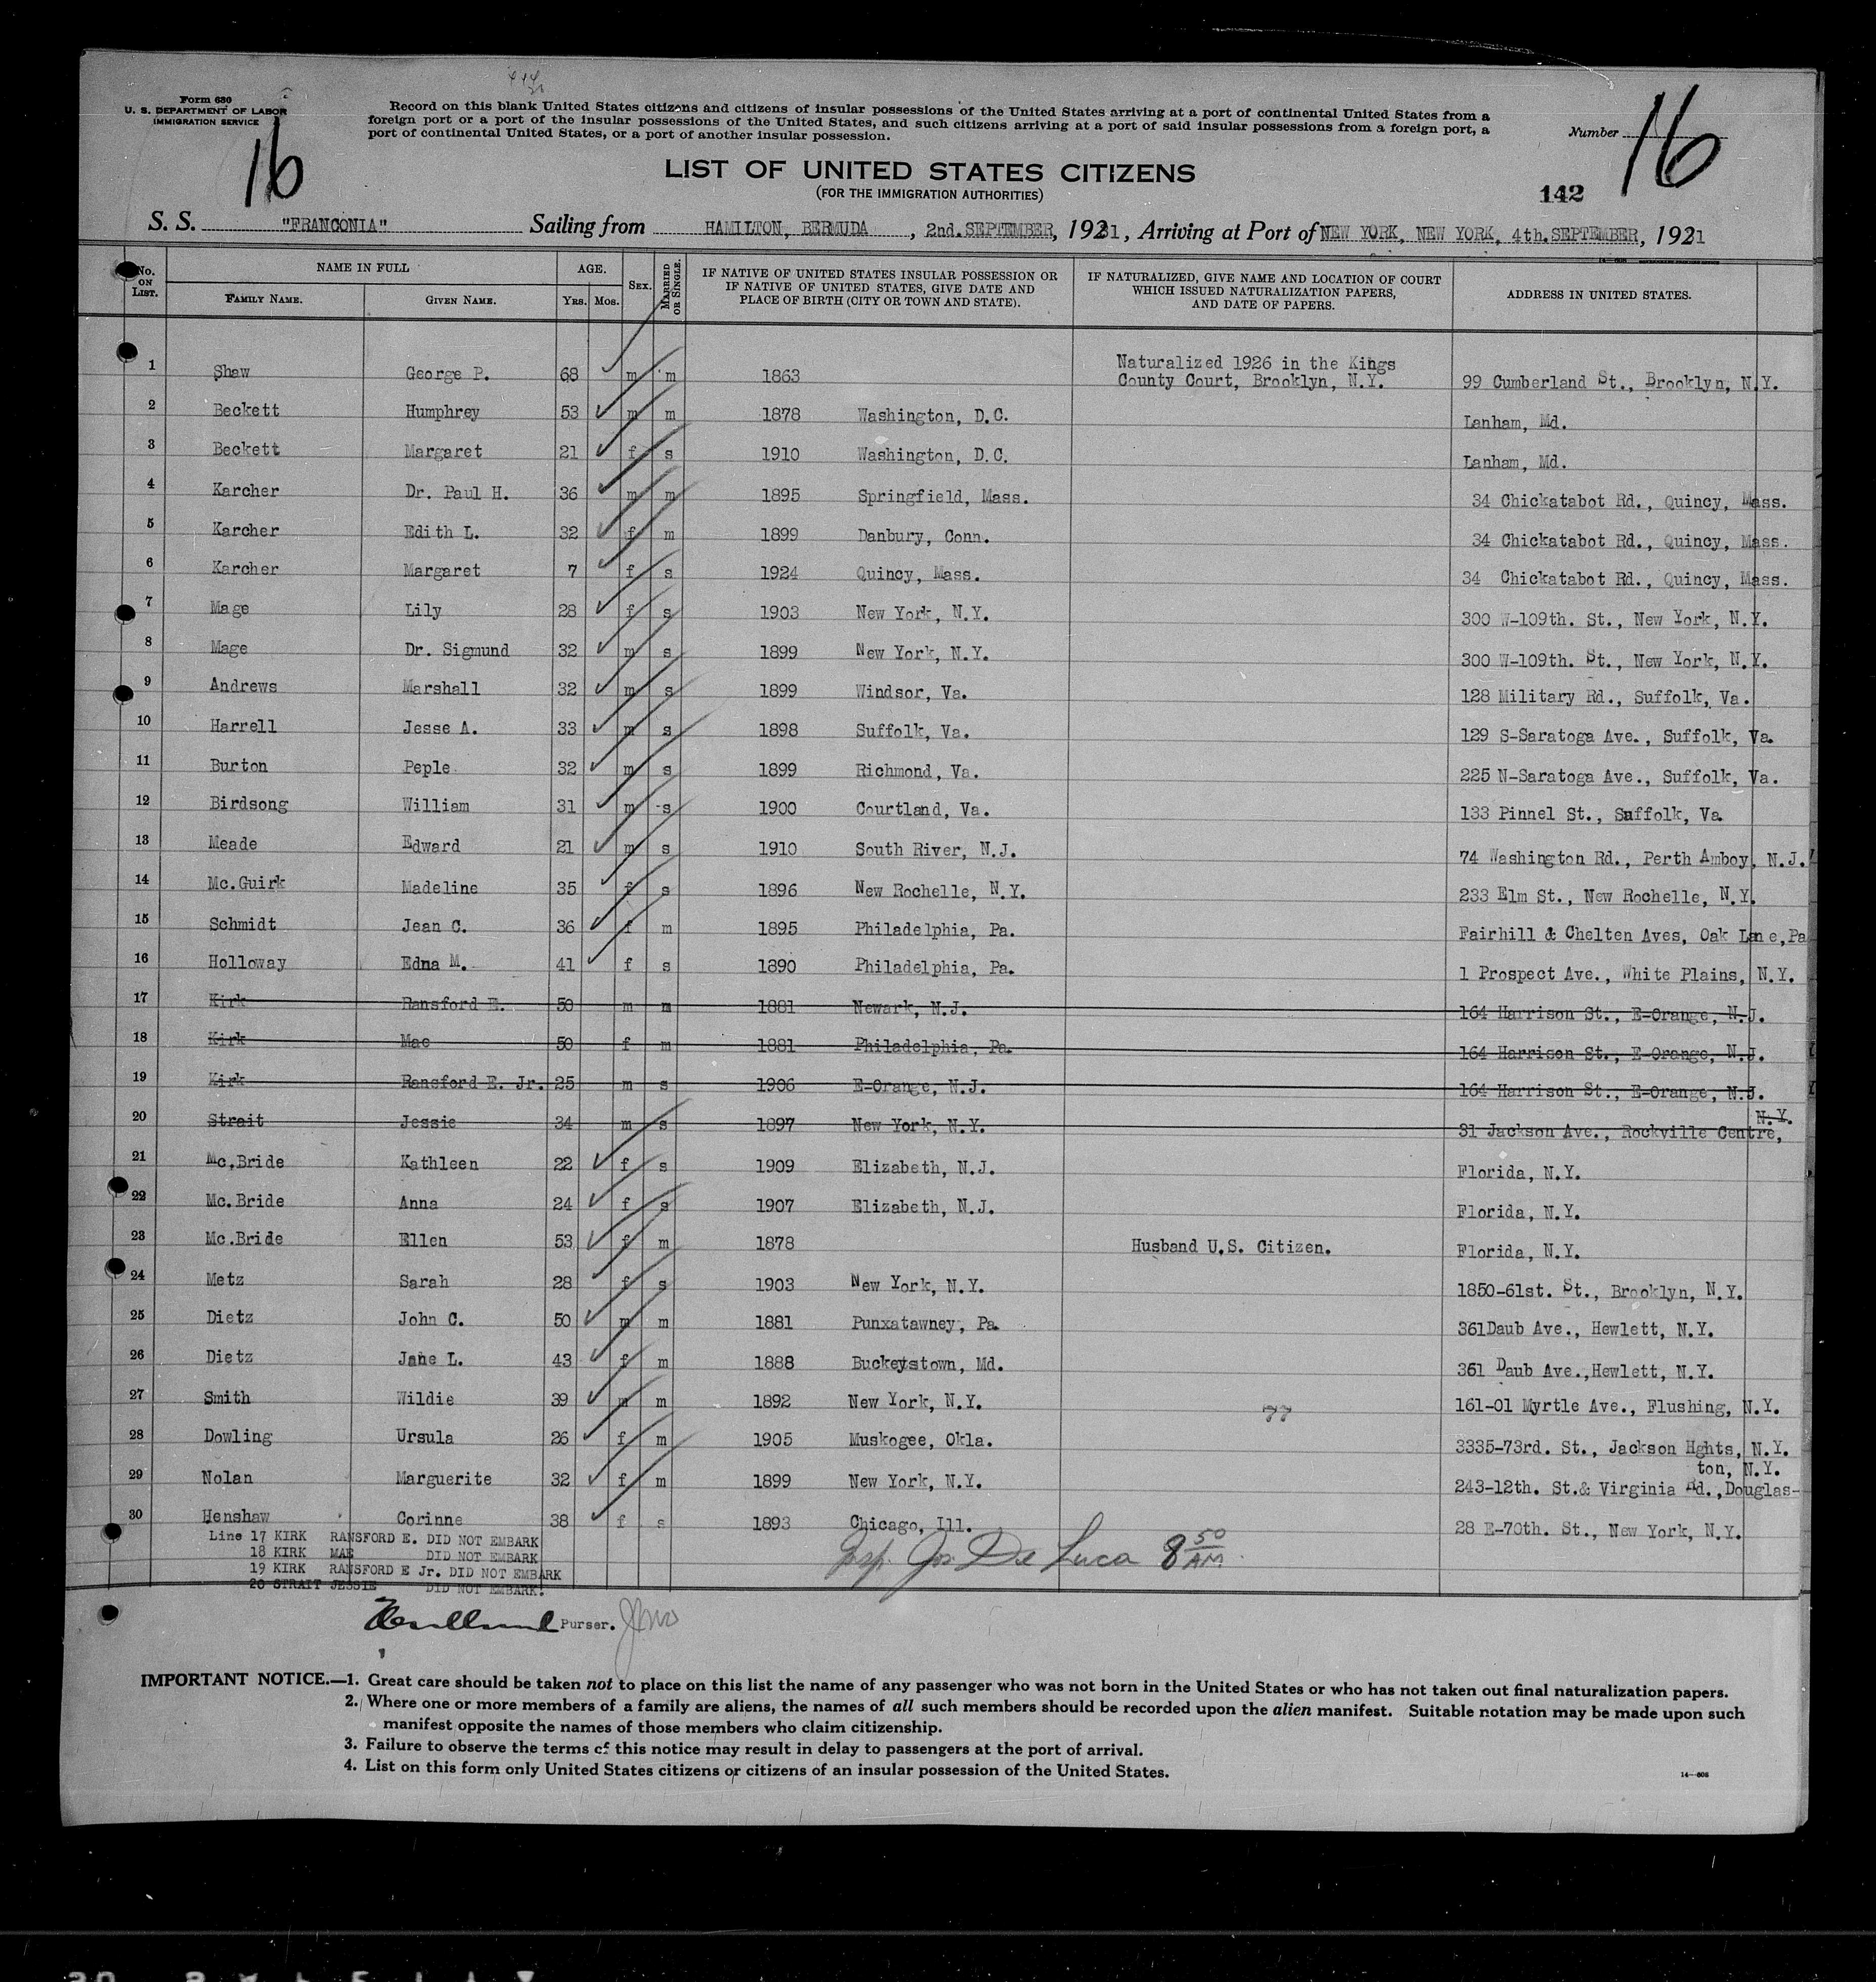 Form 630
U. S. DEPARTMENT OF LABOR
IMMIGRATION SERVICE
16
Record on this blank United States citizens and citizens of insular possessions of the United States arriving at a port of continental United States from a
foreign port or a port of the insular possessions of the United States, and such citizens arriving at a port of said insular possessions from a foreign port, a
port of continental United States, or a port of another insular possession.
Number 16
LIST OF UNITED STATES CITIZENS
(FOR THE IMMIGRATION AUTHORITIES)
142
S. S. "FRANCONIA" Sailing from HAMILTON, BERMUDA, 2nd.SEPTEMBER, 1931, Arriving at Port of NEW YORK, NEW YORK, 4th.SEPTEMBER, 1931
No. ON LIST. NAME IN FULL FAMILY NAME. GIVEN NAME. AGE. YRS. MOS. SEX. MARRIED OR SINGLE. IF NATIVE OF UNITED STATES INSULAR POSSESSION OR IF NATIVE OF UNITED STATES, GIVE DATE AND PLACE OF BIRTH (CITY OR TOWN AND STATE). IF NATURALIZED, GIVE NAME AND LOCATION OF COURT WHICH ISSUED NATURALIZATION PAPERS, AND DATE OF PAPERS. ADDRESS IN UNITED STATES.
1 Shaw George P. 68 m m 1863 Naturalized 1926 in the Kings County Court, Brooklyn, N.Y. 99 Cumberland St., Brooklyn, N.Y.
2 Beckett Humphrey 53 m m 1878 Washington, D.C. Lanham, Md.
3 Beckett Margaret 21 f s 1910 Washington, D.C. Lanham, Md.
4 Karcher Dr. Paul H. 36 m m 1895 Springfield, Mass. 34 Chickatabot Rd., Quincy, Mass.
5 Karcher Edith L. 32 f m 1899 Danbury, Conn. 34 Chickatabot Rd., Quincy, Mass.
6 Karcher Margaret 7 f s 1924 Quincy, Mass. 34 Chickatabot Rd., Quincy, Mass.
7 Mage Lily 28 f s 1903 New York, N.Y. 300 W-109th. St., New York, N.Y.
8 Mage Dr. Sigmund 32 m s 1899 New York, N.Y. 300 W-109th. St., New York, N.Y.
9 Andrews Marshall 32 m s 1899 Windsor, Va. 128 Military Rd., Suffolk, Va.
10 Harrell Jesse A. 33 m s 1898 Suffolk, Va. 129 S-Saratoga Ave., Suffolk, Va.
11 Burton Peple 32 m s 1899 Richmond, Va. 225 N-Saratoga Ave., Suffolk, Va.
12 Birdsong William 31 m s 1900 Courtland, Va. 133 Pinnel St., Suffolk, Va.
13 Meade Edward 21 m s 1910 South River, N.J. 74 Washington Rd., Perth Amboy, N.J.
14 Mc.Guirk Madeline 35 f s 1896 New Rochelle, N.Y. 233 Elm St., New Rochelle, N.Y.
15 Schmidt Jean C. 36 f m 1895 Philadelphia, Pa. Fairhill & Chelten Aves, Oak Lane,Pa
16 Holloway Edna M. 41 f s 1890 Philadelphia, Pa. 1 Prospect Ave., White Plains, N.Y.
17 Kirk Ransford E. 50 m m 1881 Newark, N.J. 164 Harrison St., E-Orange, N.J.
18 Kirk Mae 50 f m 1881 Philadelphia, Pa. 164 Harrison St., E-Orange, N.J.
19 Kirk Ransford E. Jr. 25 m s 1906 E-Orange, N.J. 164 Harrison St., E-Orange, N.J.
20 Strait Jessie 34 m s 1897 New York, N.Y. 31 Jackson Ave., Rockville Centre, N.Y.
21 Mc.Bride Kathleen 22 f s 1909 Elizabeth, N.J. Florida, N.Y.
22 Mc.Bride Anna 24 f s 1907 Elizabeth, N.J. Florida, N.Y.
23 Mc.Bride Ellen 53 f m 1878 Husband U.S. Citizen. Florida, N.Y.
24 Metz Sarah 28 f s 1903 New York, N.Y. 1850-61st. St., Brooklyn, N.Y.
25 Dietz John C. 50 m m 1881 Punxatawney, Pa. 361Daub Ave., Hewlett, N.Y.
26 Dietz Jane L. 43 f m 1888 Buckeystown, Md. 361 Daub Ave.,Hewlett, N.Y.
27 Smith Wildie 39 m m 1892 New York, N.Y. 161-01 Myrtle Ave., Flushing, N.Y.
28 Dowling Ursula 26 f m 1905 Muskogee, Okla. 3335-73rd. St., Jackson Hghts, N.Y.
29 Nolan Marguerite 32 f m 1899 New York, N.Y. 243-12th. St.& Virginia Rd.,Douglas-ton, N.Y.
30 Henshaw Corinne 38 f s 1893 Chicago, Ill. 28 E-70th. St., New York, N.Y.
Line 17 KIRK RANSFORD E. DID NOT EMBARK
18 KIRK MAE DID NOT EMBARK
19 KIRK RANSFORD E Jr. DID NOT EMBARK
20 STRAIT JESSIE DID NOT EMBARK.
Insp. Jos. De Luca 8 50 AM
Purser.
IMPORTANT NOTICE.—1. Great care should be taken not to place on this list the name of any passenger who was not born in the United States or who has not taken out final naturalization papers.
2. Where one or more members of a family are aliens, the names of all such members should be recorded upon the alien manifest. Suitable notation may be made upon such
manifest opposite the names of those members who claim citizenship.
3. Failure to observe the terms of this notice may result in delay to passengers at the port of arrival.
4. List on this form only United States citizens or citizens of an insular possession of the United States.
14—608